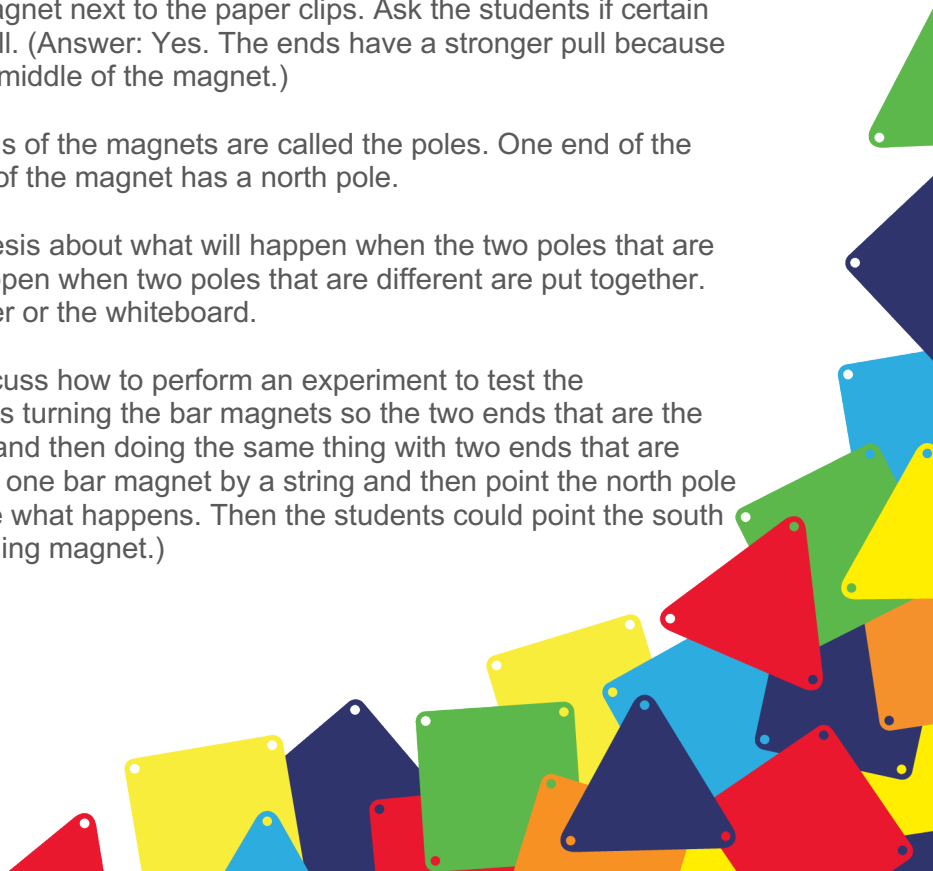 agnet next to the paper clips. Ask the students if certain
ll. (Answer: Yes. The ends have a stronger pull because
middle of the magnet.)
s of the magnets are called the poles. One end of the
of the magnet has a north pole.
esis about what will happen when the two poles that are
ppen when two poles that are different are put together.
er or the whiteboard.
cuss how to perform an experiment to test the
s turning the bar magnets so the two ends that are the
and then doing the same thing with two ends that are
one bar magnet by a string and then point the north pole
e what happens. Then the students could point the south
ing magnet.)